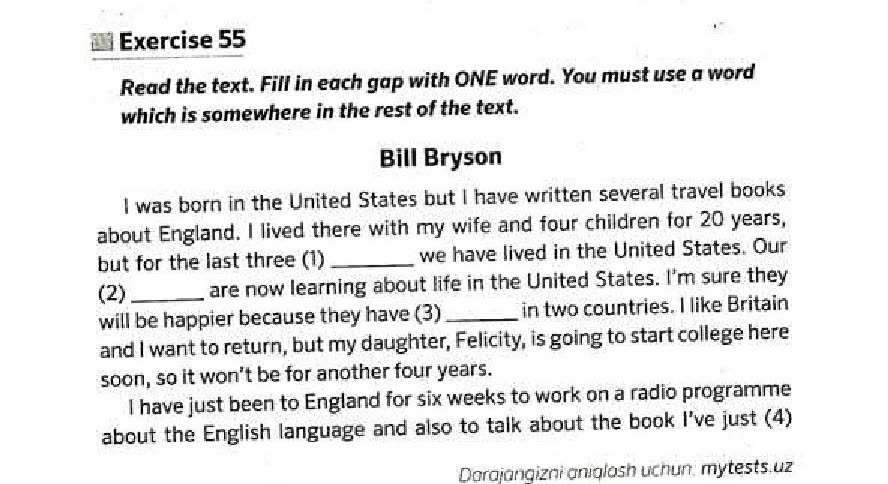 Exercise 55
Read the text. Fill in each gap with ONE word. You must use a word
which is somewhere in the rest of the text.
Bill Bryson
I was born in the United States but I have written several travel books
about England. I lived there with my wife and four children for 20 years,
but for the last three (1) ________ we have lived in the United States. Our
(2) _______ are now learning about life in the United States. I'm sure they
will be happier because they have (3) _______ in two countries. I like Britain
and I want to return, but my daughter, Felicity, is going to start college here
soon, so it won't be for another four years.
I have just been to England for six weeks to work on a radio programme
about the English language and also to talk about the book I've just (4)
Darajangizni aniqlash uchun: mytests.uz